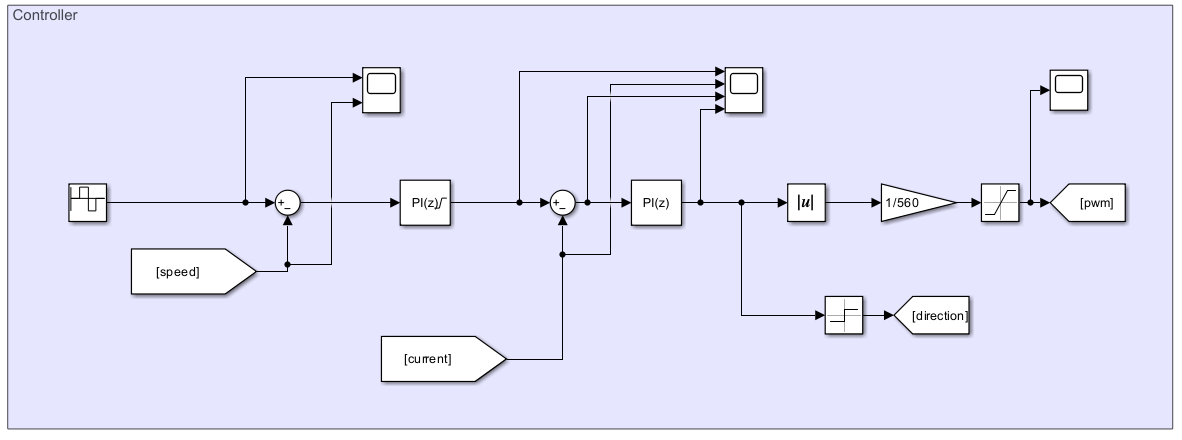 Controller
+
-
PI(z)
+
-
PI(z)
|u|
1/560
[pwm]
[speed]
[direction]
[current]